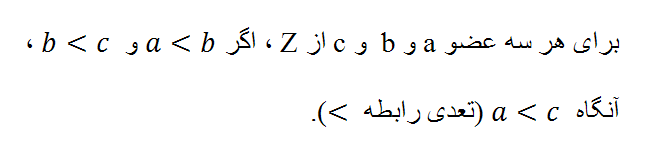 برای هر سه عضو a و b و c از Z ، اگر a < b و b < c ،
آنگاه a < c (تعدی رابطه <).